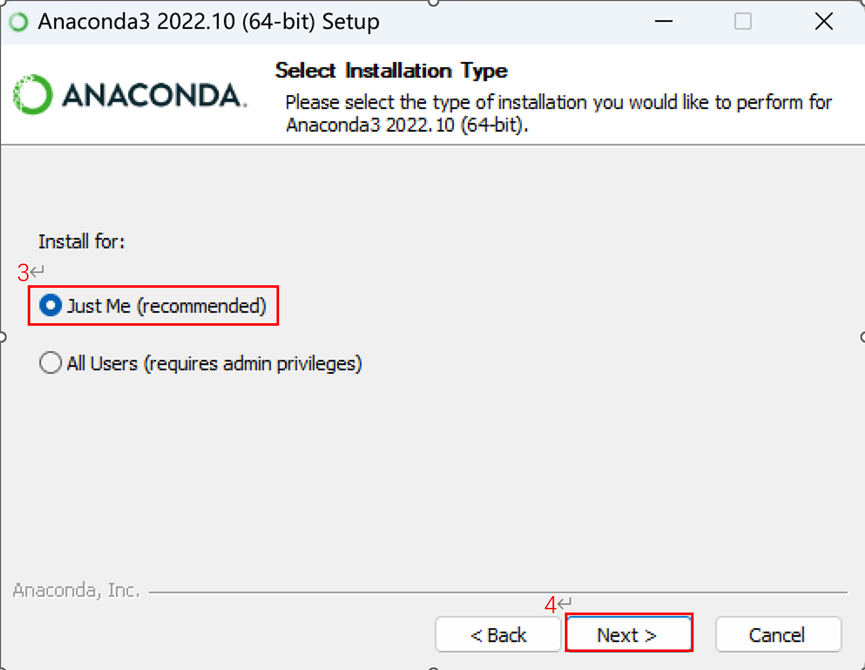 Anaconda3 2022.10 (64-bit) Setup
ANACONDA.
Select Installation Type
Please select the type of installation you would like to perform for
Anaconda3 2022.10 (64-bit).
Install for:
3↵
Just Me (recommended)
All Users (requires admin privileges)
Anaconda, Inc.
4↵
< Back Next > Cancel